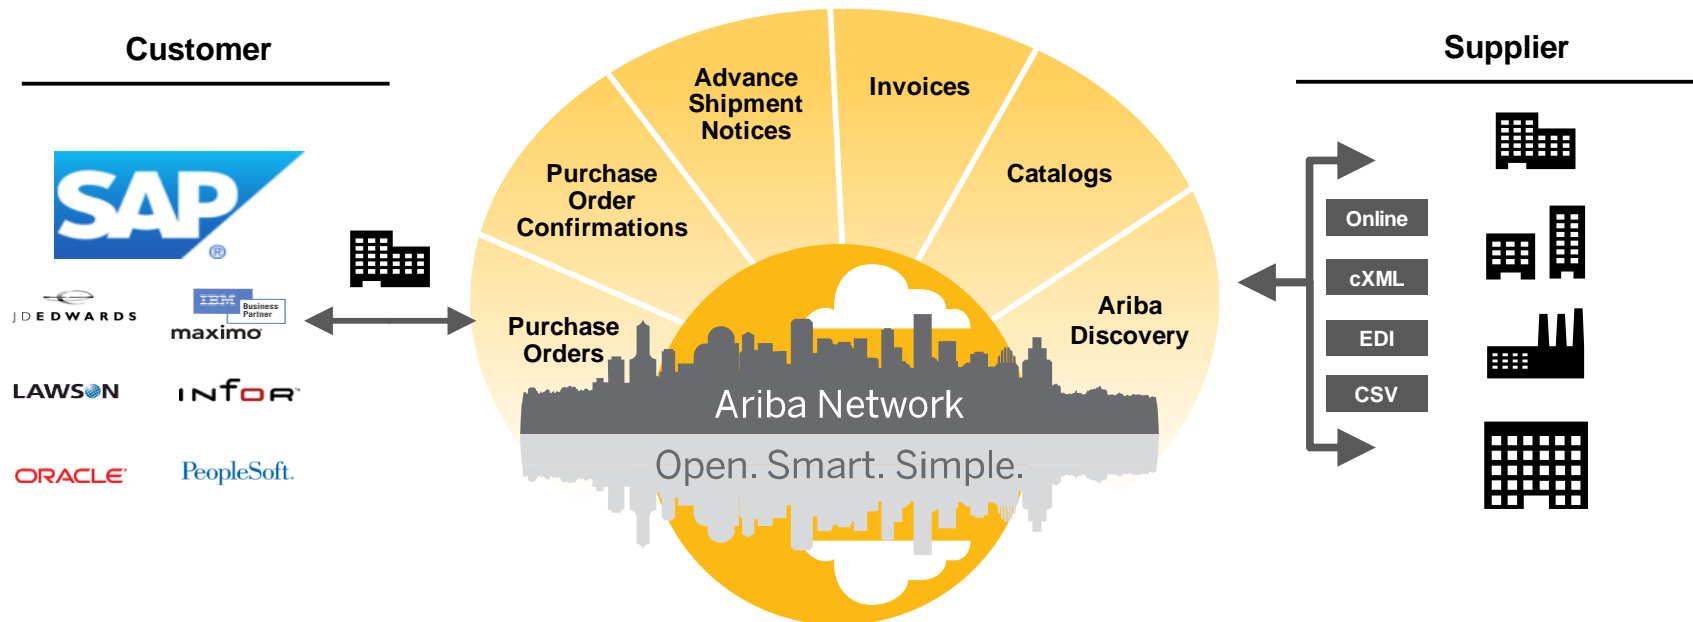 Customer
SAP
®
JDEDWARDS
IBM
Business
Partner
maximo
LAWSON
INFOR™
ORACLE®
PeopleSoft.
Purchase
Orders
Purchase
Order
Confirmations
Advance
Shipment
Notices
Invoices
Catalogs
Ariba
Discovery
Ariba Network
Open. Smart. Simple.
Supplier
Online
cXML
EDI
CSV